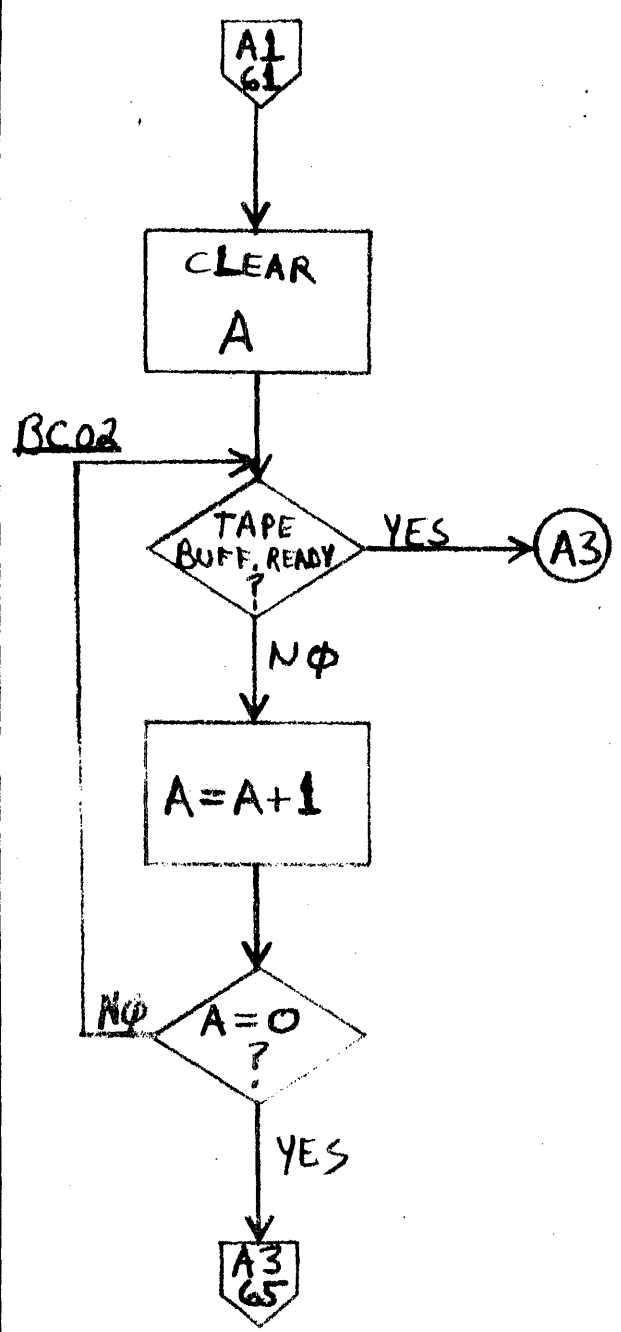 A1
61
CLEAR
A
BC02
TAPE
BUFF. READY
?
YES
A3
NΦ
A=A+1
NΦ
A=0
?
YES
A3
65